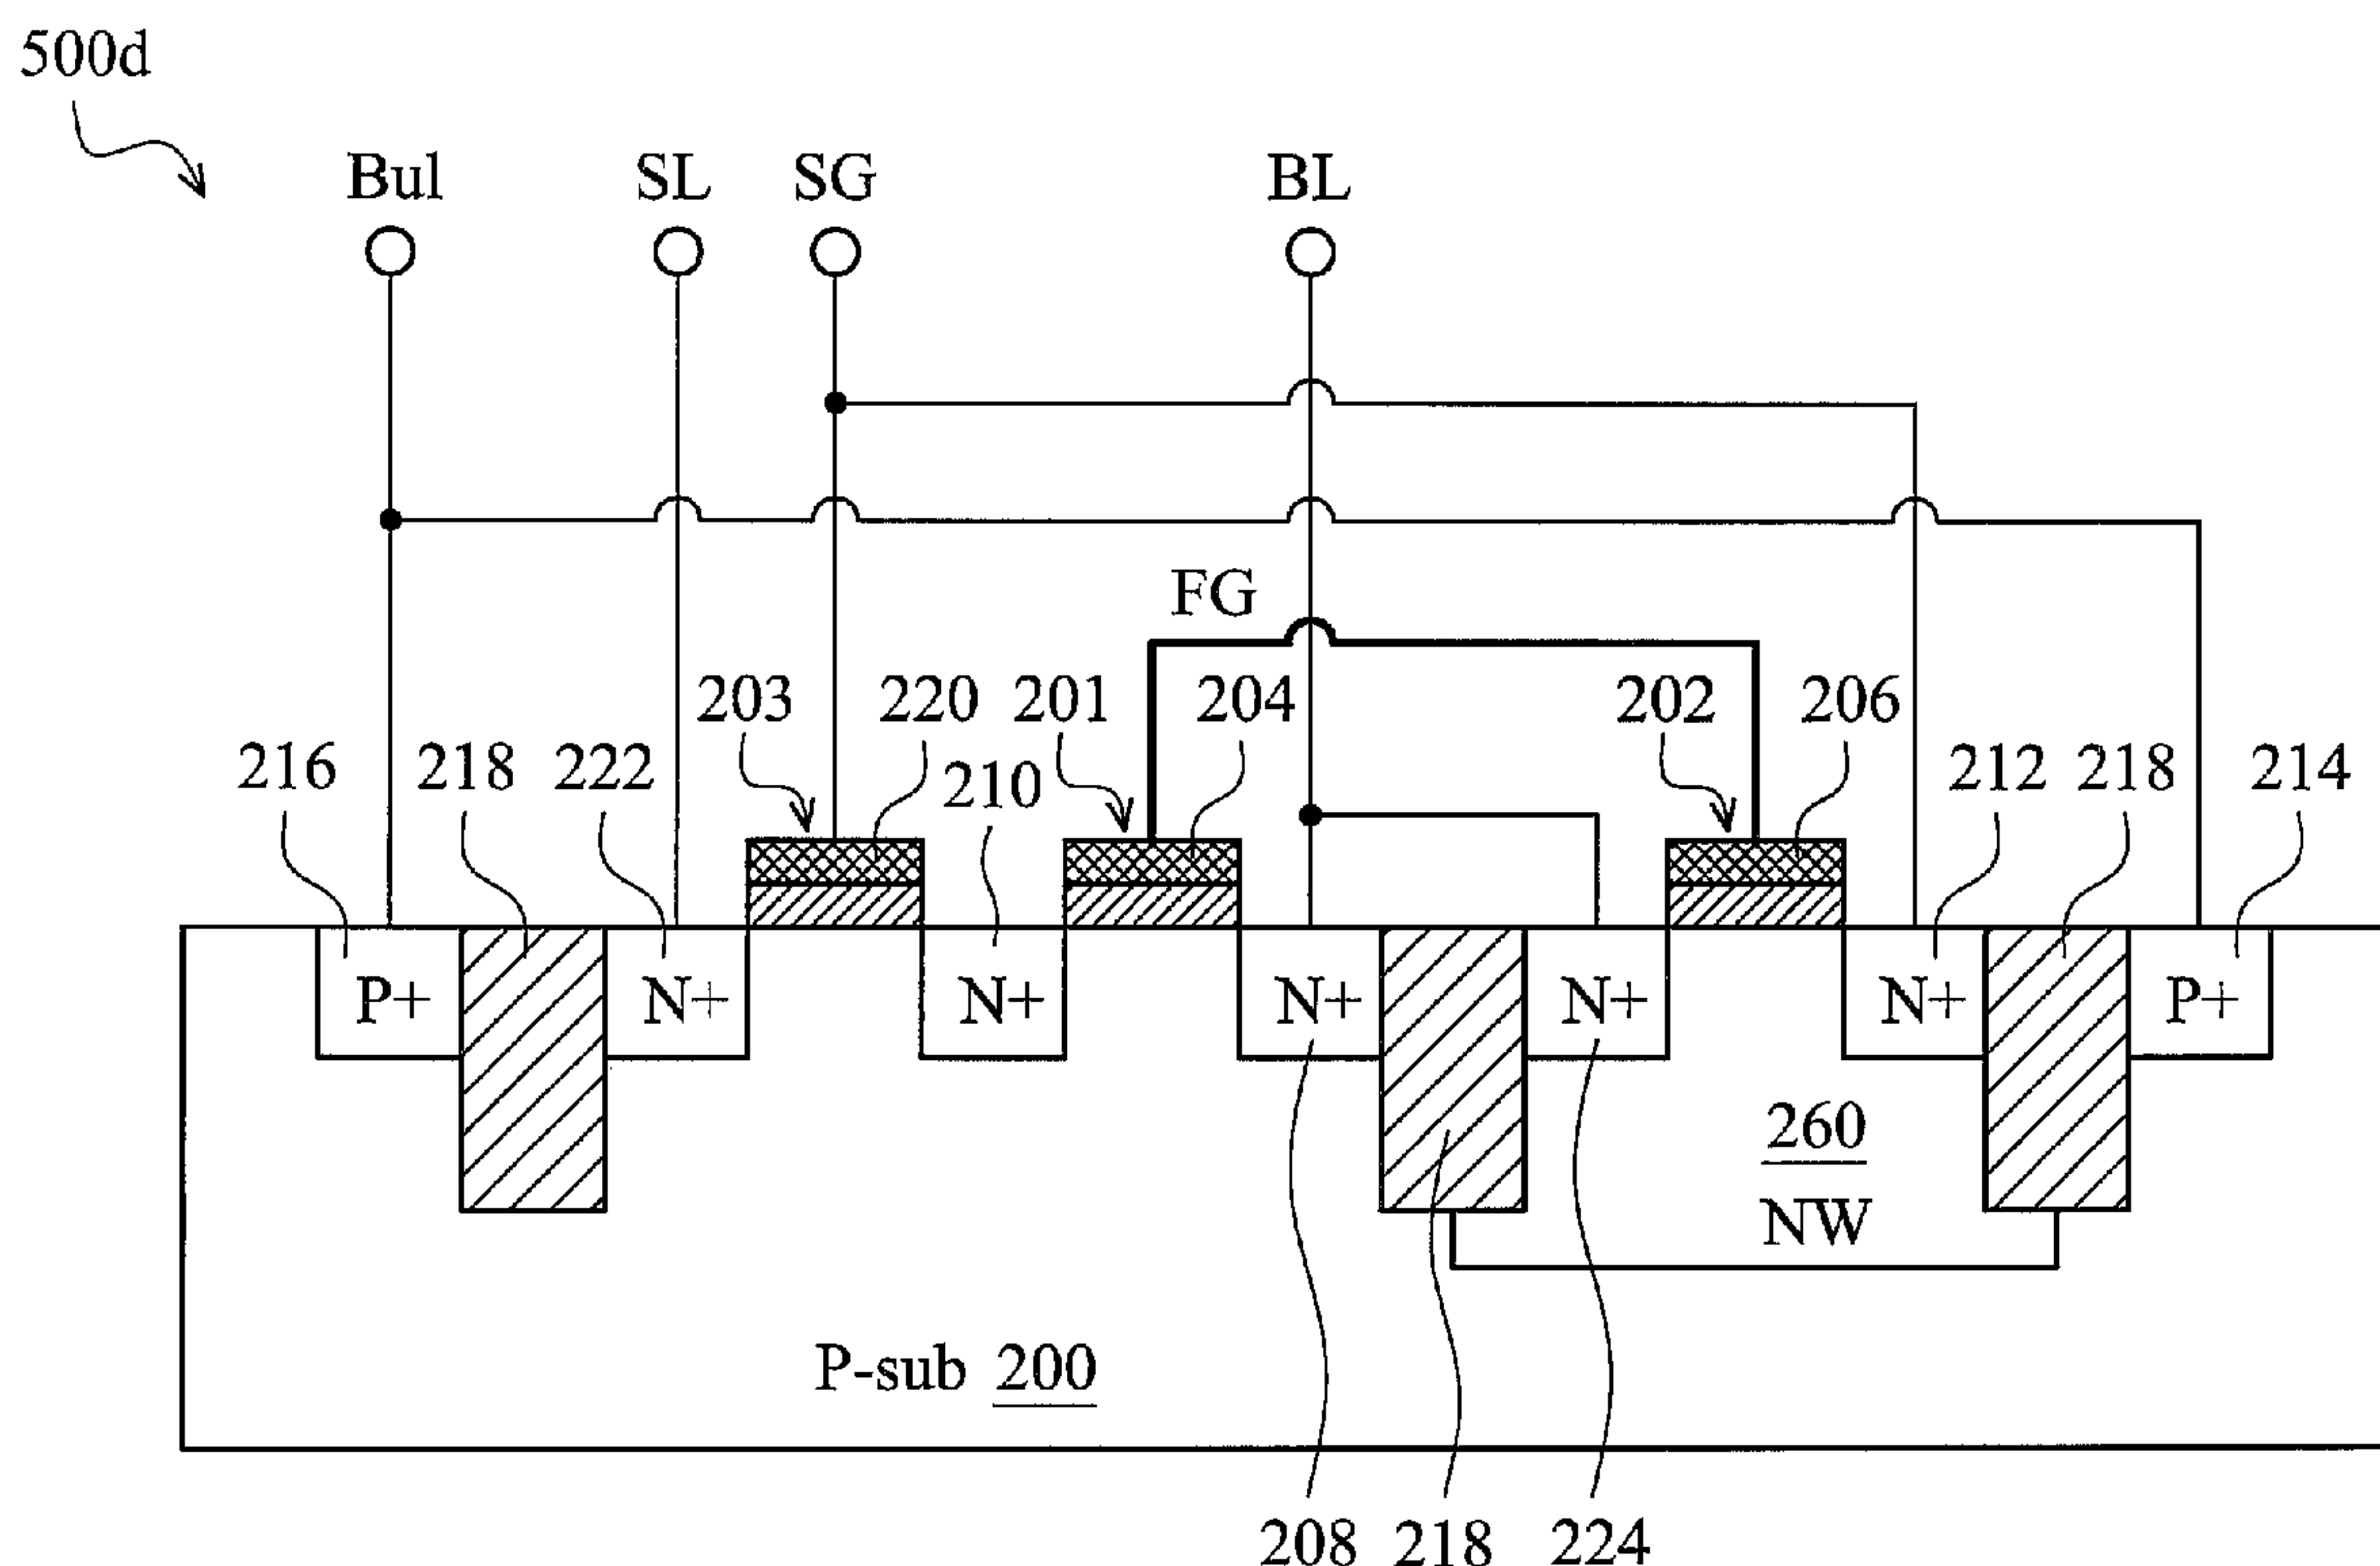 500d
Bul SL SG BL
FG
203 220 201 204 202 206
216 218 222 210 212 218 214
P+ N+ N+ N+ N+ N+ P+
260
NW
P-sub 200
208 218 224